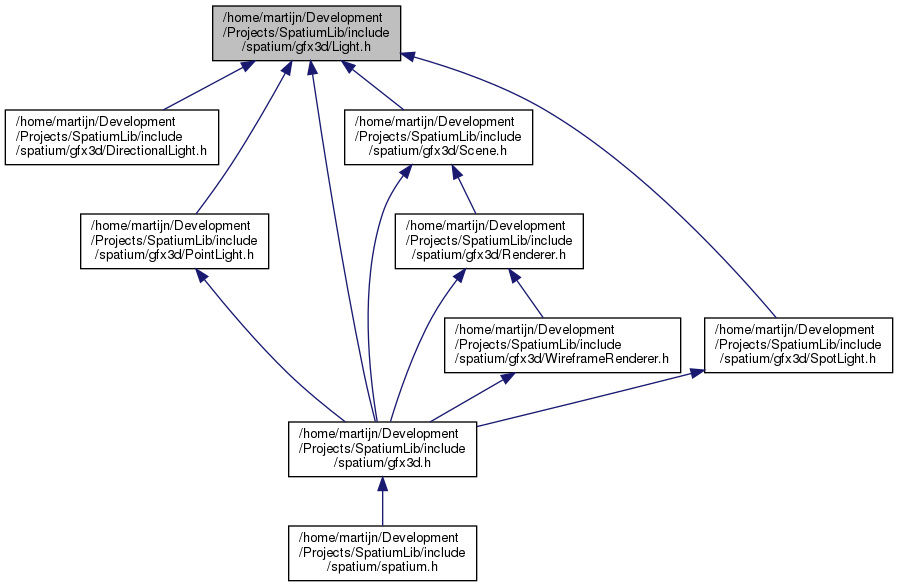 /home/martijn/Development
/Projects/SpatiumLib/include
/spatium/gfx3d/Light.h
/home/martijn/Development
/Projects/SpatiumLib/include
/spatium/gfx3d/DirectionalLight.h
/home/martijn/Development
/Projects/SpatiumLib/include
/spatium/gfx3d/Scene.h
/home/martijn/Development
/Projects/SpatiumLib/include
/spatium/gfx3d/PointLight.h
/home/martijn/Development
/Projects/SpatiumLib/include
/spatium/gfx3d/Renderer.h
/home/martijn/Development
/Projects/SpatiumLib/include
/spatium/gfx3d/WireframeRenderer.h
/home/martijn/Development
/Projects/SpatiumLib/include
/spatium/gfx3d/SpotLight.h
/home/martijn/Development
/Projects/SpatiumLib/include
/spatium/gfx3d.h
/home/martijn/Development
/Projects/SpatiumLib/include
/spatium/spatium.h